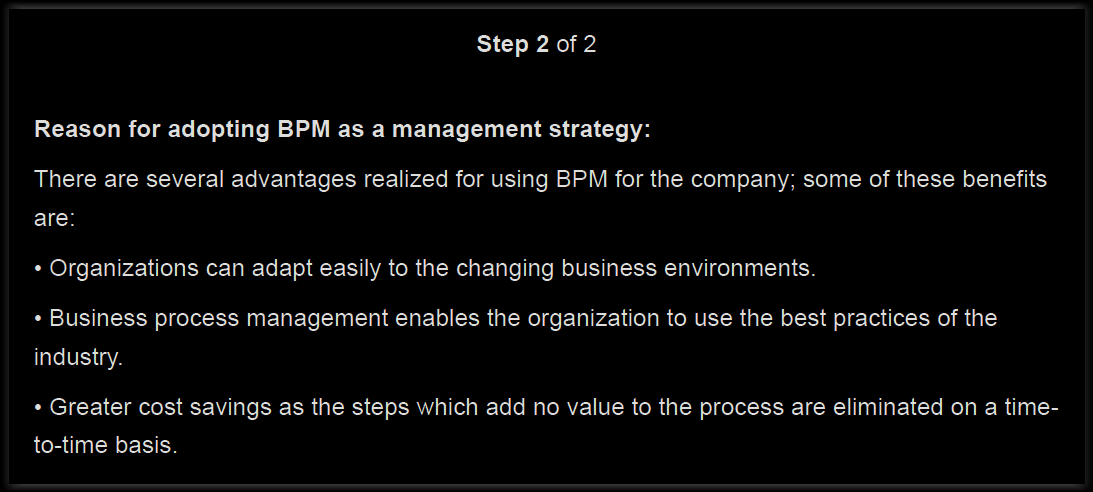 Step 2 of 2
Reason for adopting BPM as a management strategy:
There are several advantages realized for using BPM for the company; some of these benefits
are:
• Organizations can adapt easily to the changing business environments.
• Business process management enables the organization to use the best practices of the
industry.
• Greater cost savings as the steps which add no value to the process are eliminated on a time-
to-time basis.